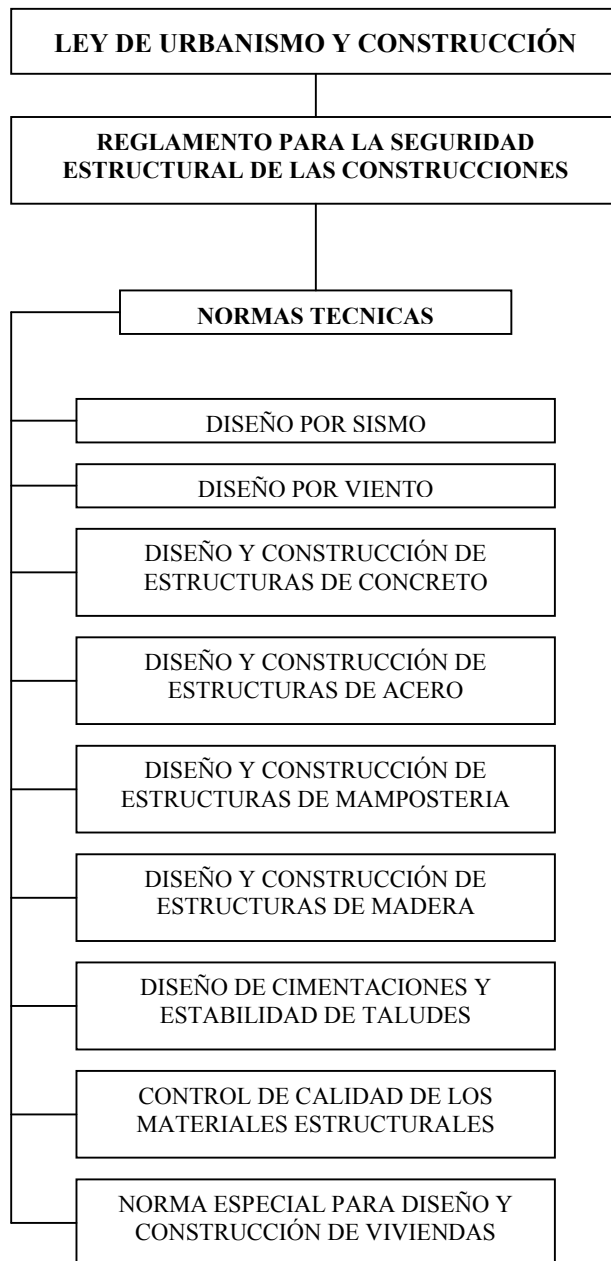 LEY DE URBANISMO Y CONSTRUCCIÓN
REGLAMENTO PARA LA SEGURIDAD
ESTRUCTURAL DE LAS CONSTRUCCIONES
NORMAS TECNICAS
DISEÑO POR SISMO
DISEÑO POR VIENTO
DISEÑO Y CONSTRUCCIÓN DE
ESTRUCTURAS DE CONCRETO
DISEÑO Y CONSTRUCCIÓN DE
ESTRUCTURAS DE ACERO
DISEÑO Y CONSTRUCCIÓN DE
ESTRUCTURAS DE MAMPOSTERIA
DISEÑO Y CONSTRUCCIÓN DE
ESTRUCTURAS DE MADERA
DISEÑO DE CIMENTACIONES Y
ESTABILIDAD DE TALUDES
CONTROL DE CALIDAD DE LOS
MATERIALES ESTRUCTURALES
NORMA ESPECIAL PARA DISEÑO Y
CONSTRUCCIÓN DE VIVIENDAS